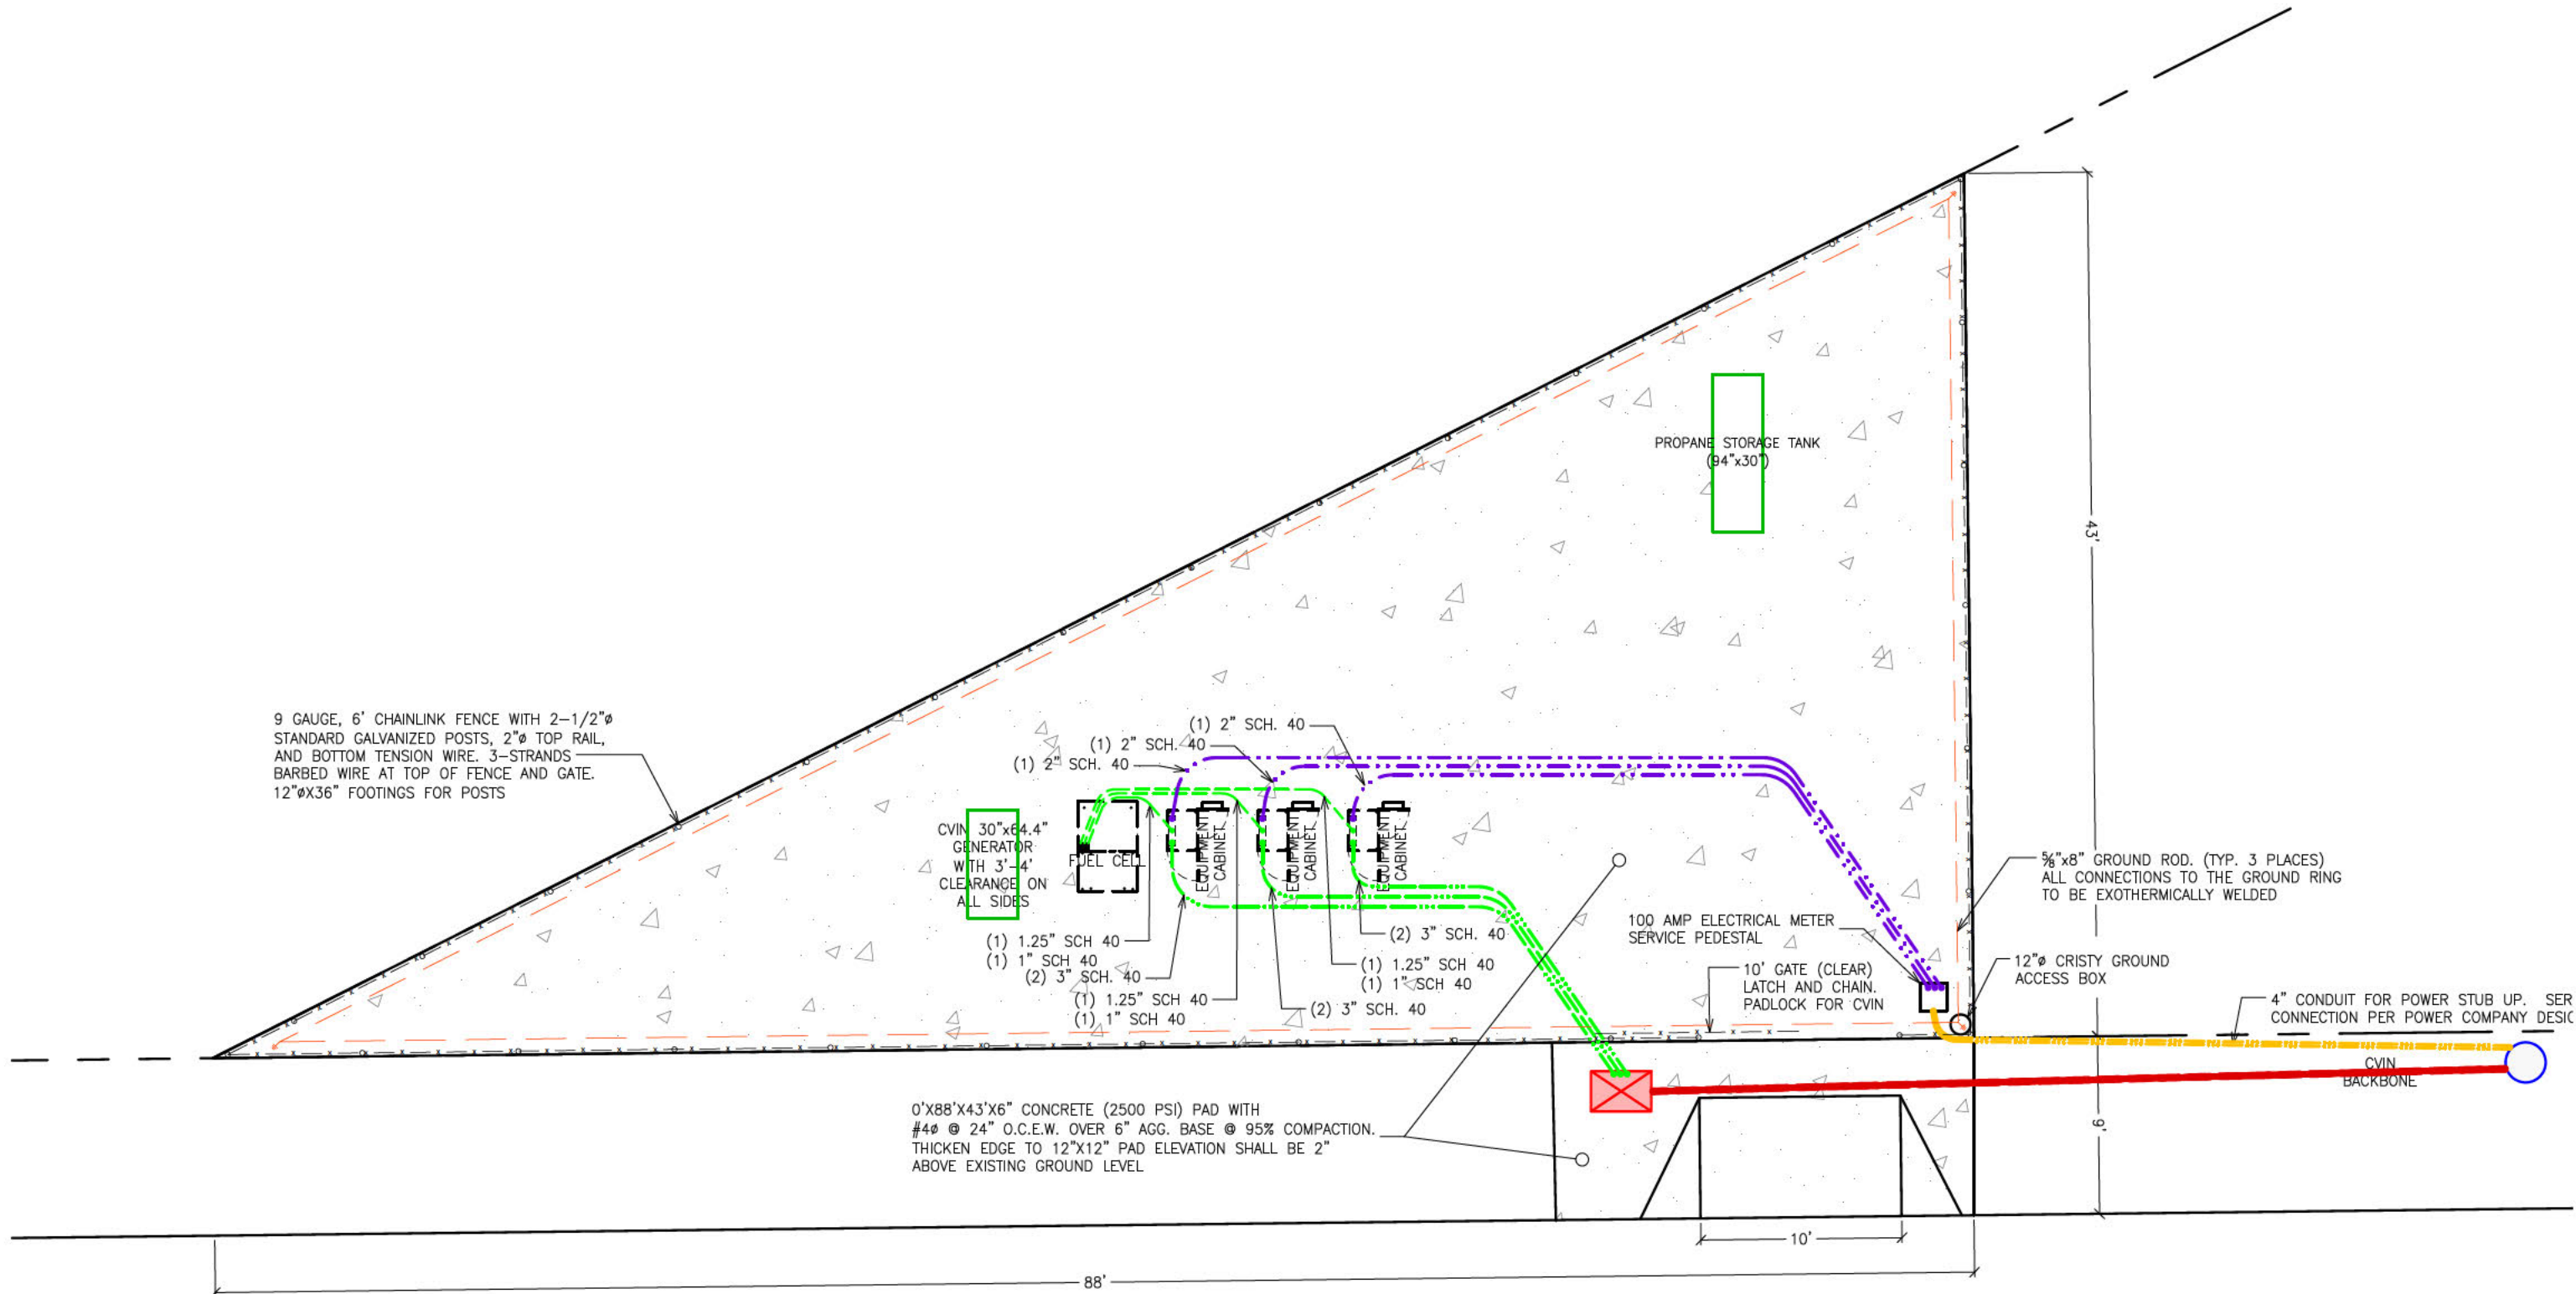 43'
PROPANE STORAGE TANK
(94"x30")
9 GAUGE, 6' CHAINLINK FENCE WITH 2-1/2"ø
STANDARD GALVANIZED POSTS, 2"ø TOP RAIL,
AND BOTTOM TENSION WIRE. 3-STRANDS
BARBED WIRE AT TOP OF FENCE AND GATE.
12"øX36" FOOTINGS FOR POSTS
(1) 2" SCH. 40
(1) 2" SCH. 40
(1) 2" SCH. 40
CVIN 30"x64.4"
GENERATOR
WITH 3'-4'
CLEARANCE ON
ALL SIDES
FUEL CELL
EQUIPMENT
CABINET
EQUIPMENT
CABINET
EQUIPMENT
CABINET
⅝"x8" GROUND ROD. (TYP. 3 PLACES)
ALL CONNECTIONS TO THE GROUND RING
TO BE EXOTHERMICALLY WELDED
100 AMP ELECTRICAL METER
SERVICE PEDESTAL
(1) 1.25" SCH 40
(1) 1" SCH 40
(2) 3" SCH. 40
(1) 1.25" SCH 40
(1) 1" SCH 40
(2) 3" SCH. 40
(1) 1.25" SCH 40
(1) 1" SCH 40
(2) 3" SCH. 40
10' GATE (CLEAR)
LATCH AND CHAIN.
PADLOCK FOR CVIN
12"ø CRISTY GROUND
ACCESS BOX
4" CONDUIT FOR POWER STUB UP. SER
CONNECTION PER POWER COMPANY DESIG
CVIN
BACKBONE
0'X88'X43'X6" CONCRETE (2500 PSI) PAD WITH
#4ø @ 24" O.C.E.W. OVER 6" AGG. BASE @ 95% COMPACTION.
THICKEN EDGE TO 12"X12" PAD ELEVATION SHALL BE 2"
ABOVE EXISTING GROUND LEVEL
9'
10'
88'